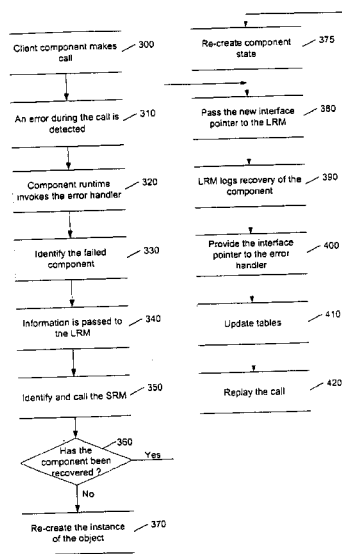 Client component makes
call
300
An error during the call is
detected
310
Component runtime
invokes the error handler
320
Identify the failed
component
330
Information is passed to
the LRM
340
Identify and call the SRM
350
Has the
component been
recovered ?
360
Yes
No
Re-create the instance
of the object
370
Re-create component
state
375
Pass the new interface
pointer to the LRM
380
LRM logs recovery of the
component
390
Provide the interface
pointer to the error
handler
400
Update tables
410
Replay the call
420